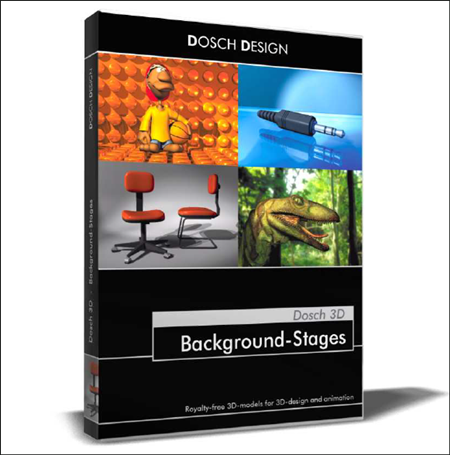 DOSCH DESIGN
Dosch 3D
Background-Stages
Royalty-free 3D-models for 3D-design and animation
DOSCH DESIGN
Dosch 3D : Background-Stages